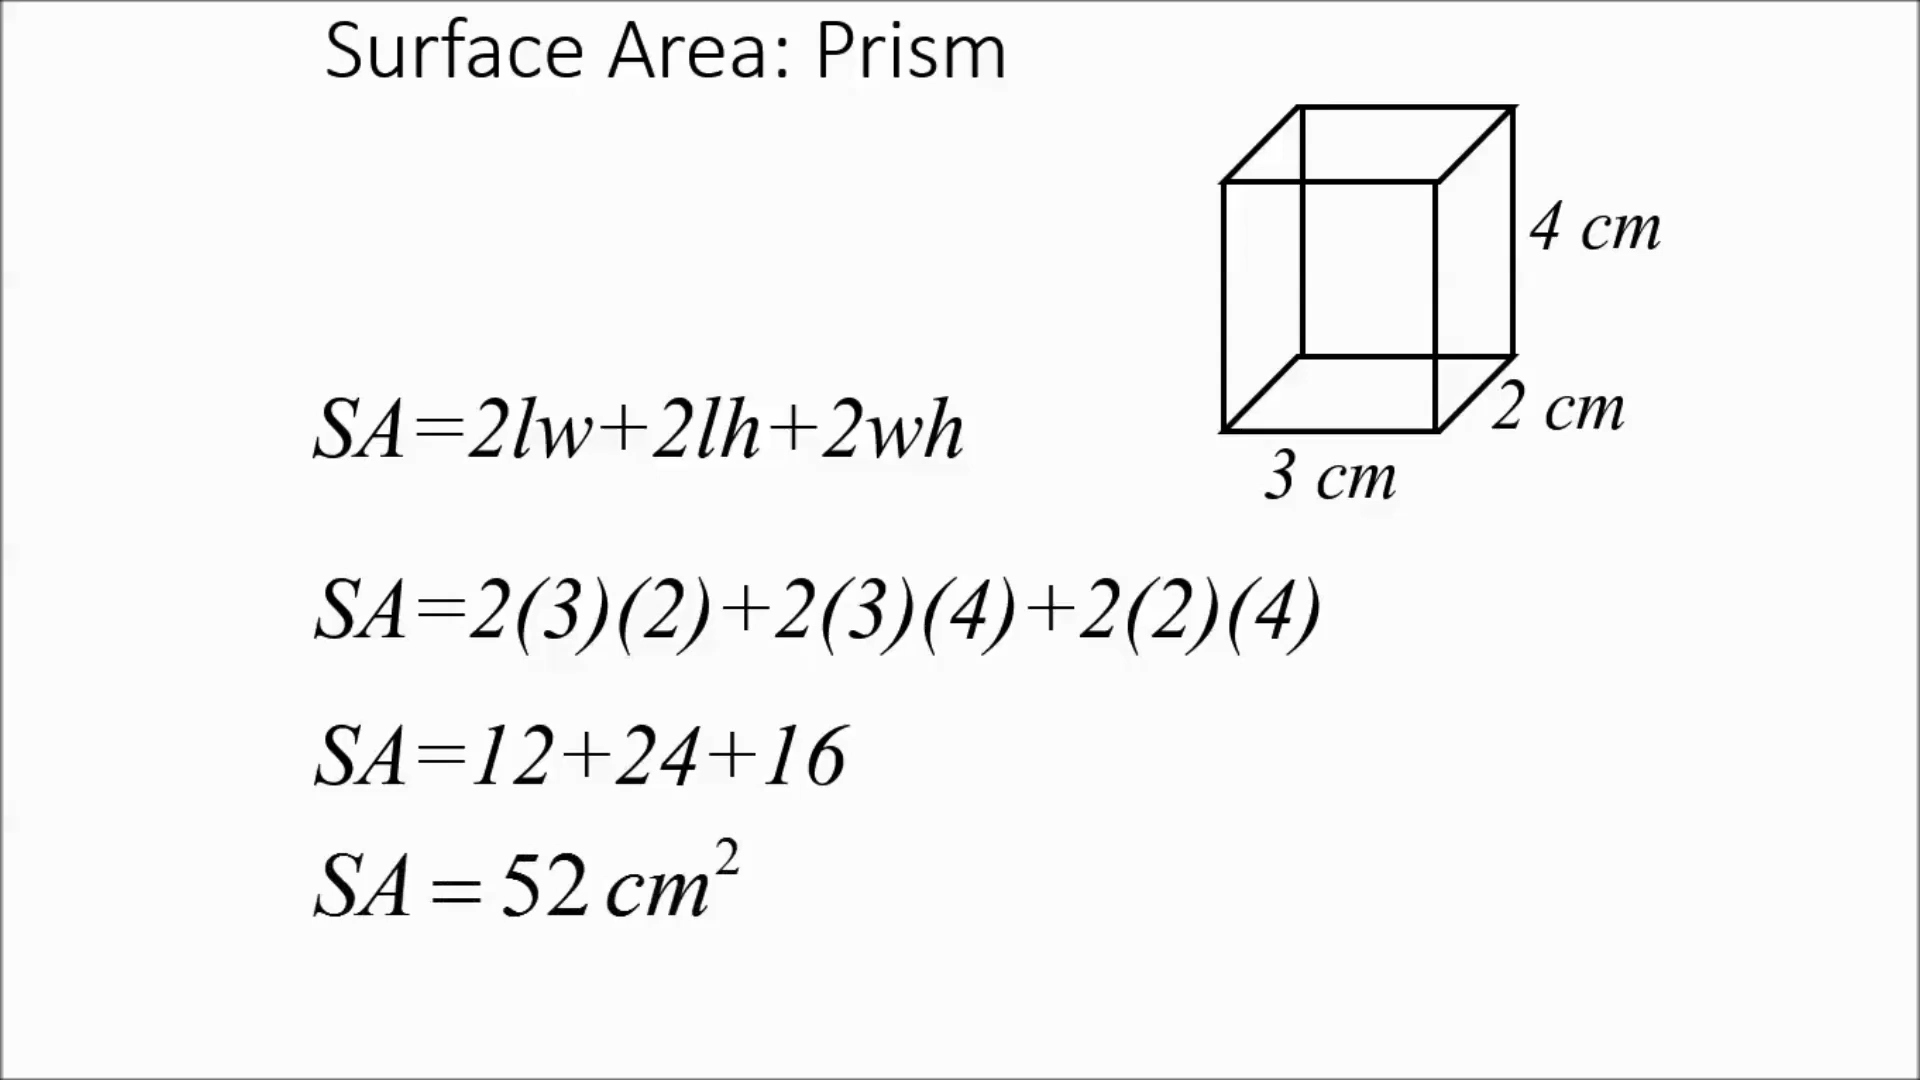 Surface Area: Prism
4 cm
2 cm
3 cm
SA=2lw+2lh+2wh
SA=2(3)(2)+2(3)(4)+2(2)(4)
SA=12+24+16
SA = 52 cm²